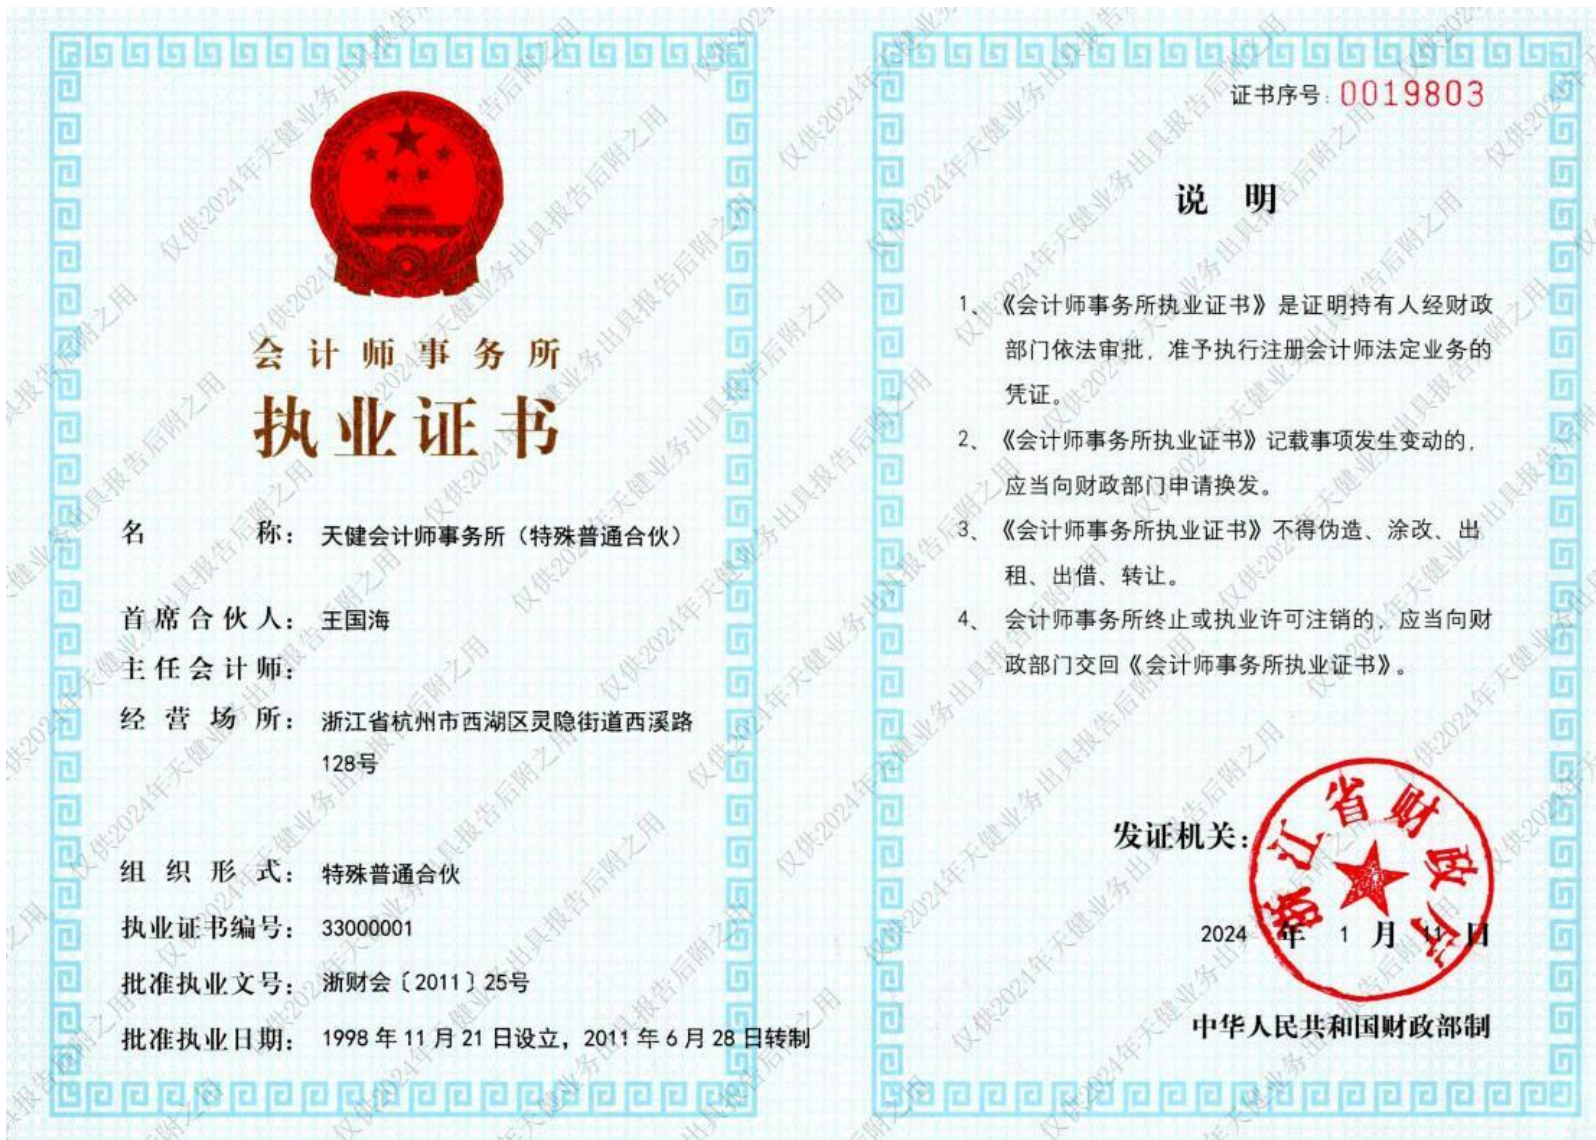 会计师事务所
执业证书
名称：天健会计师事务所（特殊普通合伙）
首席合伙人：王国海
主任会计师：
经营场所：浙江省杭州市西湖区灵隐街道西溪路
128号
组织形式：特殊普通合伙
执业证书编号：33000001
批准执业文号：浙财会〔2011〕25号
批准执业日期：1998年11月21日设立，2011年6月28日转制
证书序号：0019803
说明
1、《会计师事务所执业证书》是证明持有人经财政
部门依法审批，准予执行注册会计师法定业务的
凭证。
2、《会计师事务所执业证书》记载事项发生变动的，
应当向财政部门申请换发。
3、《会计师事务所执业证书》不得伪造、涂改、出
租、出借、转让。
4、会计师事务所终止或执业许可注销的，应当向财
政部门交回《会计师事务所执业证书》。
发证机关：
浙江省财政厅
2024年1月11日
中华人民共和国财政部制
仅供2024年天健业务出具报告后附之用